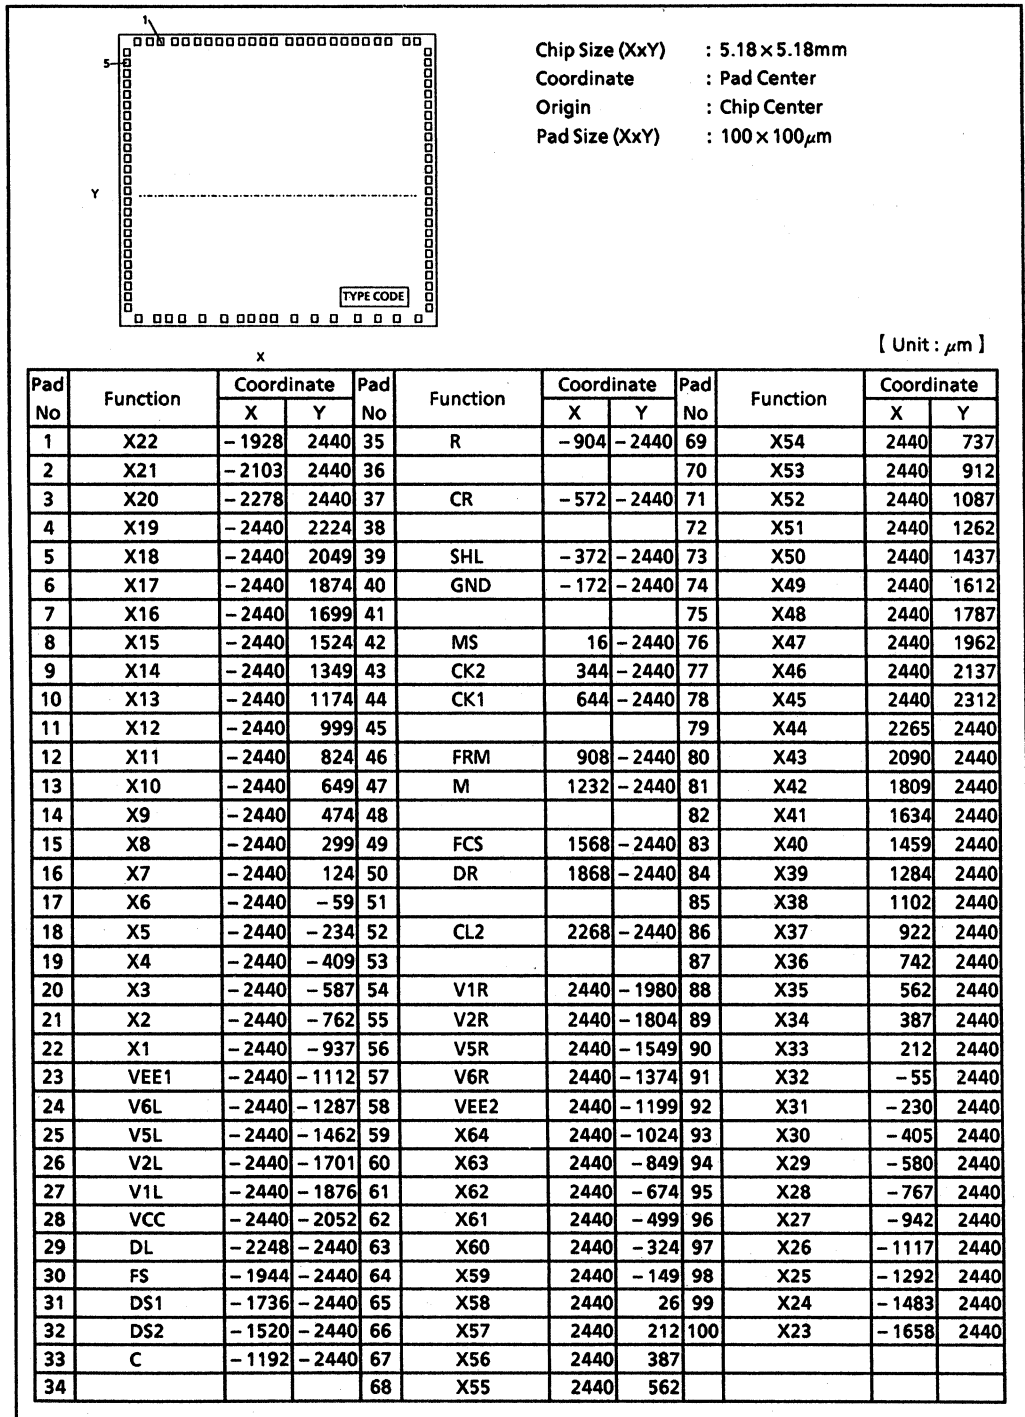 1
5
Y
TYPE CODE
X
Chip Size (XxY) : 5.18×5.18mm
Coordinate : Pad Center
Origin : Chip Center
Pad Size (XxY) : 100×100μm
【 Unit : μm 】
Pad No Function Coordinate X Y Pad No Function Coordinate X Y Pad No Function Coordinate X Y
1 X22 −1928 2440 35 R −904 −2440 69 X54 2440 737
2 X21 −2103 2440 36 70 X53 2440 912
3 X20 −2278 2440 37 CR −572 −2440 71 X52 2440 1087
4 X19 −2440 2224 38 72 X51 2440 1262
5 X18 −2440 2049 39 SHL −372 −2440 73 X50 2440 1437
6 X17 −2440 1874 40 GND −172 −2440 74 X49 2440 1612
7 X16 −2440 1699 41 75 X48 2440 1787
8 X15 −2440 1524 42 MS 16 −2440 76 X47 2440 1962
9 X14 −2440 1349 43 CK2 344 −2440 77 X46 2440 2137
10 X13 −2440 1174 44 CK1 644 −2440 78 X45 2440 2312
11 X12 −2440 999 45 79 X44 2265 2440
12 X11 −2440 824 46 FRM 908 −2440 80 X43 2090 2440
13 X10 −2440 649 47 M 1232 −2440 81 X42 1809 2440
14 X9 −2440 474 48 82 X41 1634 2440
15 X8 −2440 299 49 FCS 1568 −2440 83 X40 1459 2440
16 X7 −2440 124 50 DR 1868 −2440 84 X39 1284 2440
17 X6 −2440 −59 51 85 X38 1102 2440
18 X5 −2440 −234 52 CL2 2268 −2440 86 X37 922 2440
19 X4 −2440 −409 53 87 X36 742 2440
20 X3 −2440 −587 54 V1R 2440 −1980 88 X35 562 2440
21 X2 −2440 −762 55 V2R 2440 −1804 89 X34 387 2440
22 X1 −2440 −937 56 V5R 2440 −1549 90 X33 212 2440
23 VEE1 −2440 −1112 57 V6R 2440 −1374 91 X32 −55 2440
24 V6L −2440 −1287 58 VEE2 2440 −1199 92 X31 −230 2440
25 V5L −2440 −1462 59 X64 2440 −1024 93 X30 −405 2440
26 V2L −2440 −1701 60 X63 2440 −849 94 X29 −580 2440
27 V1L −2440 −1876 61 X62 2440 −674 95 X28 −767 2440
28 VCC −2440 −2052 62 X61 2440 −499 96 X27 −942 2440
29 DL −2248 −2440 63 X60 2440 −324 97 X26 −1117 2440
30 FS −1944 −2440 64 X59 2440 −149 98 X25 −1292 2440
31 DS1 −1736 −2440 65 X58 2440 26 99 X24 −1483 2440
32 DS2 −1520 −2440 66 X57 2440 212 100 X23 −1658 2440
33 C −1192 −2440 67 X56 2440 387
34 68 X55 2440 562